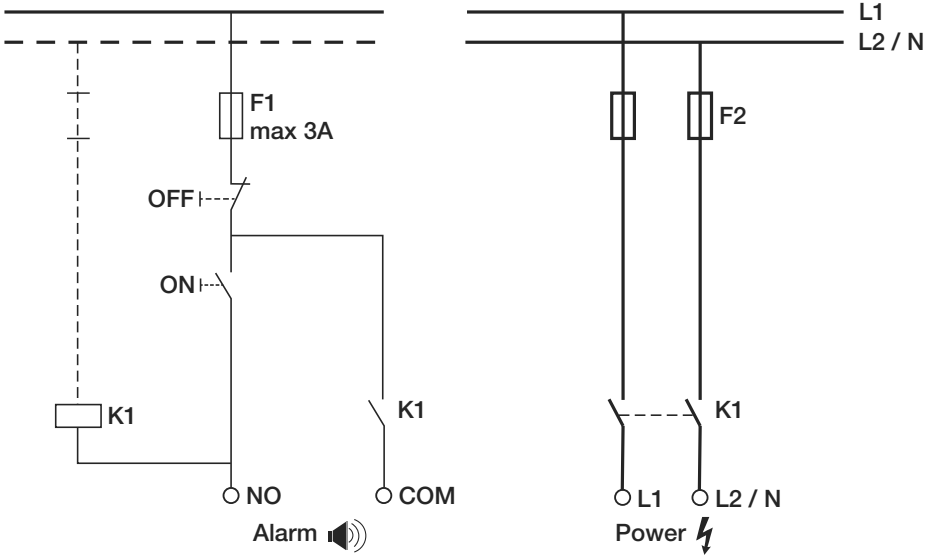 L1
L2 / N
F1
max 3A
F2
OFF
ON
K1
K1
K1
NO
COM
L1
L2 / N
Alarm
Power